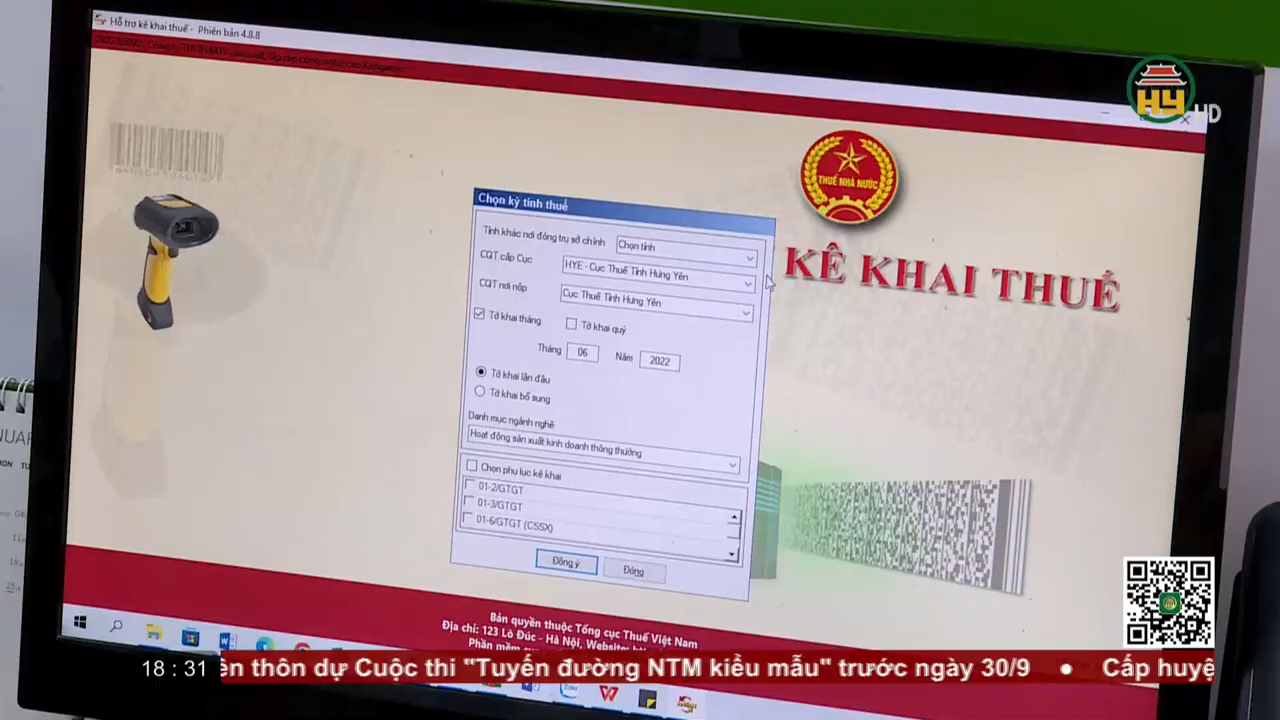 Hỗ trợ kê khai thuế - Phiên bản 4.8.8
HY HD
THUẾ NHÀ NƯỚC
KÊ KHAI THUẾ
Chọn kỳ tính thuế
Tỉnh khác nơi đóng trụ sở chính
Chọn tỉnh
CQT cấp Cục
HYE - Cục Thuế Tỉnh Hưng Yên
CQT nơi nộp
Cục Thuế Tỉnh Hưng Yên
Tờ khai tháng
Tờ khai quý
Tháng 06 Năm 2022
Tờ khai lần đầu
Tờ khai bổ sung
Danh mục ngành nghề
Hoạt động sản xuất kinh doanh thông thường
Chọn phụ lục kê khai
01-2/GTGT
01-3/GTGT
01-6/GTGT (CSSX)
Đồng ý
Đóng
Bản quyền thuộc Tổng cục Thuế Việt Nam
Địa chỉ: 123 Lò Đúc - Hà Nội, Website:
Phần mềm
18 : 31 thôn dự Cuộc thi "Tuyến đường NTM kiểu mẫu" trước ngày 30/9 • Cấp huyệ